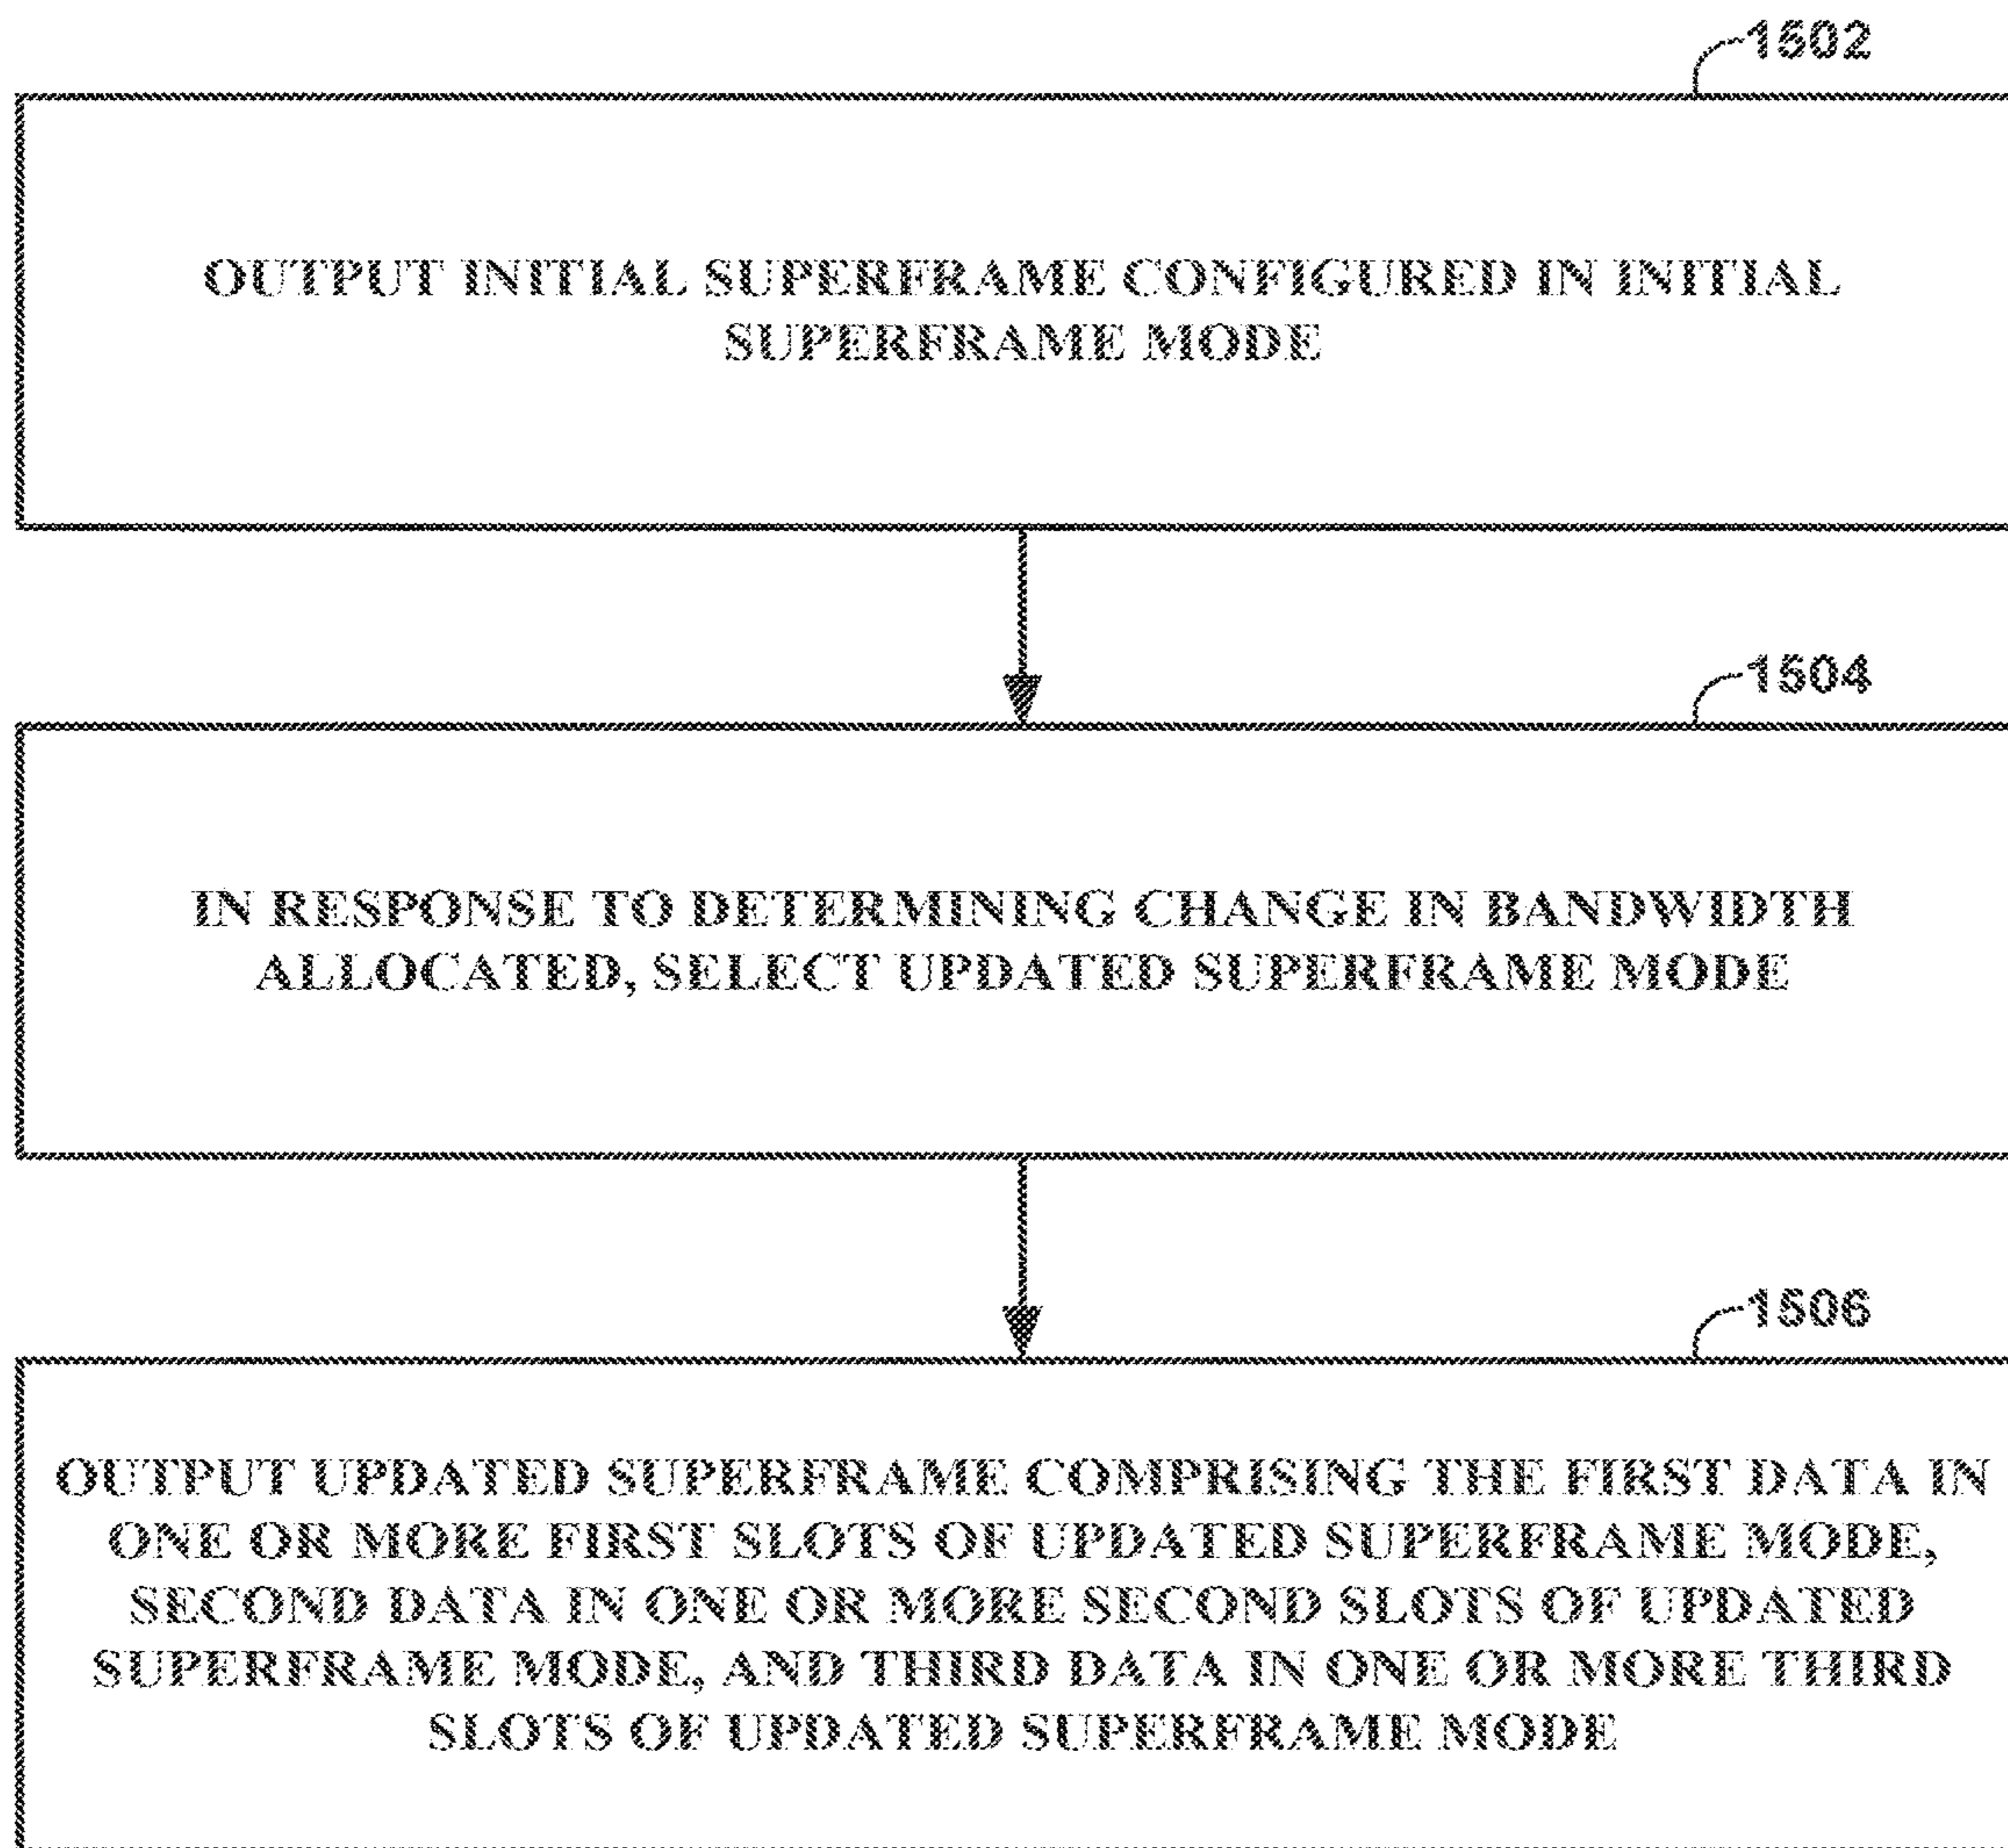 1502
OUTPUT INITIAL SUPERFRAME CONFIGURED IN INITIAL
SUPERFRAME MODE
1504
IN RESPONSE TO DETERMINING CHANGE IN BANDWIDTH
ALLOCATED, SELECT UPDATED SUPERFRAME MODE
1506
OUTPUT UPDATED SUPERFRAME COMPRISING THE FIRST DATA IN
ONE OR MORE FIRST SLOTS OF UPDATED SUPERFRAME MODE,
SECOND DATA IN ONE OR MORE SECOND SLOTS OF UPDATED
SUPERFRAME MODE, AND THIRD DATA IN ONE OR MORE THIRD
SLOTS OF UPDATED SUPERFRAME MODE